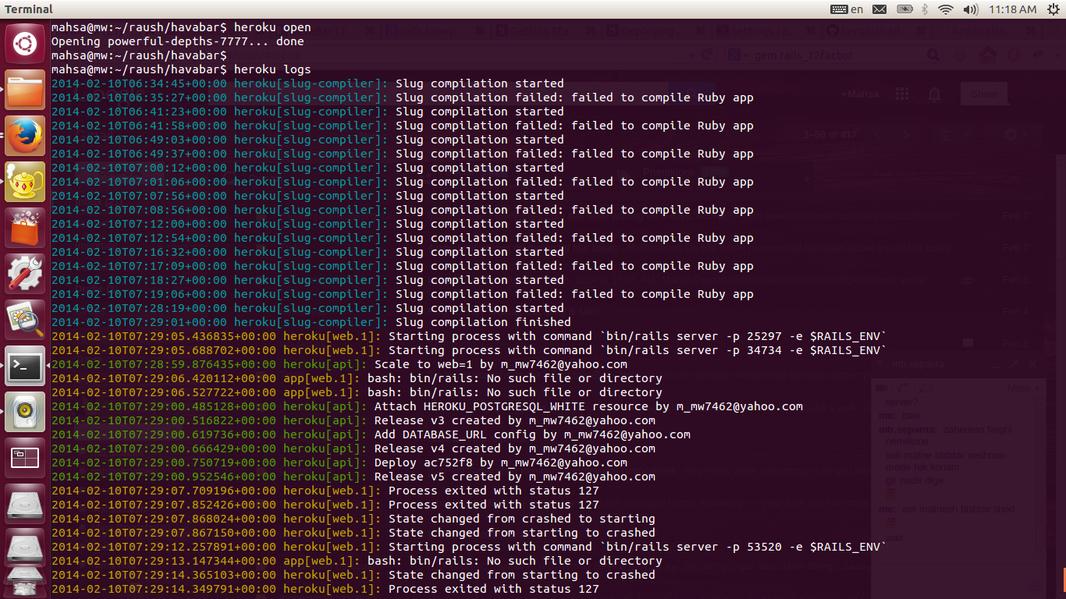 Terminal
en
11:18 AM
mahsa@mw:~/raush/havabar$ heroku open
Opening powerful-depths-7777... done
mahsa@mw:~/raush/havabar$
mahsa@mw:~/raush/havabar$ heroku logs
2014-02-10T06:34:45+00:00 heroku[slug-compiler]: Slug compilation started
2014-02-10T06:35:27+00:00 heroku[slug-compiler]: Slug compilation failed: failed to compile Ruby app
2014-02-10T06:41:23+00:00 heroku[slug-compiler]: Slug compilation started
2014-02-10T06:41:58+00:00 heroku[slug-compiler]: Slug compilation failed: failed to compile Ruby app
2014-02-10T06:49:03+00:00 heroku[slug-compiler]: Slug compilation started
2014-02-10T06:49:37+00:00 heroku[slug-compiler]: Slug compilation failed: failed to compile Ruby app
2014-02-10T07:00:12+00:00 heroku[slug-compiler]: Slug compilation started
2014-02-10T07:01:06+00:00 heroku[slug-compiler]: Slug compilation failed: failed to compile Ruby app
2014-02-10T07:07:56+00:00 heroku[slug-compiler]: Slug compilation started
2014-02-10T07:08:56+00:00 heroku[slug-compiler]: Slug compilation failed: failed to compile Ruby app
2014-02-10T07:12:00+00:00 heroku[slug-compiler]: Slug compilation started
2014-02-10T07:12:54+00:00 heroku[slug-compiler]: Slug compilation failed: failed to compile Ruby app
2014-02-10T07:16:32+00:00 heroku[slug-compiler]: Slug compilation started
2014-02-10T07:17:09+00:00 heroku[slug-compiler]: Slug compilation failed: failed to compile Ruby app
2014-02-10T07:18:27+00:00 heroku[slug-compiler]: Slug compilation started
2014-02-10T07:19:06+00:00 heroku[slug-compiler]: Slug compilation failed: failed to compile Ruby app
2014-02-10T07:28:19+00:00 heroku[slug-compiler]: Slug compilation started
2014-02-10T07:29:01+00:00 heroku[slug-compiler]: Slug compilation finished
2014-02-10T07:29:05.436835+00:00 heroku[web.1]: Starting process with command `bin/rails server -p 25297 -e $RAILS_ENV`
2014-02-10T07:29:05.688702+00:00 heroku[web.1]: Starting process with command `bin/rails server -p 34734 -e $RAILS_ENV`
2014-02-10T07:28:59.876435+00:00 heroku[api]: Scale to web=1 by m_mw7462@yahoo.com
2014-02-10T07:29:06.420112+00:00 app[web.1]: bash: bin/rails: No such file or directory
2014-02-10T07:29:06.527722+00:00 app[web.1]: bash: bin/rails: No such file or directory
2014-02-10T07:29:00.485128+00:00 heroku[api]: Attach HEROKU_POSTGRESQL_WHITE resource by m_mw7462@yahoo.com
2014-02-10T07:29:00.516822+00:00 heroku[api]: Release v3 created by m_mw7462@yahoo.com
2014-02-10T07:29:00.619736+00:00 heroku[api]: Add DATABASE_URL config by m_mw7462@yahoo.com
2014-02-10T07:29:00.666429+00:00 heroku[api]: Release v4 created by m_mw7462@yahoo.com
2014-02-10T07:29:00.750719+00:00 heroku[api]: Deploy ac752f8 by m_mw7462@yahoo.com
2014-02-10T07:29:00.952546+00:00 heroku[api]: Release v5 created by m_mw7462@yahoo.com
2014-02-10T07:29:07.709196+00:00 heroku[web.1]: Process exited with status 127
2014-02-10T07:29:07.852426+00:00 heroku[web.1]: Process exited with status 127
2014-02-10T07:29:07.868024+00:00 heroku[web.1]: State changed from crashed to starting
2014-02-10T07:29:07.867150+00:00 heroku[web.1]: State changed from starting to crashed
2014-02-10T07:29:12.257891+00:00 heroku[web.1]: Starting process with command `bin/rails server -p 53520 -e $RAILS_ENV`
2014-02-10T07:29:13.147344+00:00 app[web.1]: bash: bin/rails: No such file or directory
2014-02-10T07:29:14.365103+00:00 heroku[web.1]: State changed from starting to crashed
2014-02-10T07:29:14.349791+00:00 heroku[web.1]: Process exited with status 127